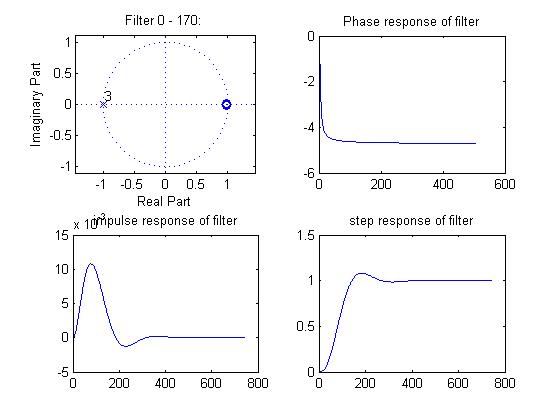 Filter 0 - 170:
Imaginary Part
1
0.5
0
-0.5
-1
3
-1 -0.5 0 0.5 1
Real Part
Phase response of filter
0
-2
-4
-6
0 200 400 600
x 10-3
impulse response of filter
15
10
5
0
-5
0 200 400 600 800
step response of filter
1.5
1
0.5
0
0 200 400 600 800